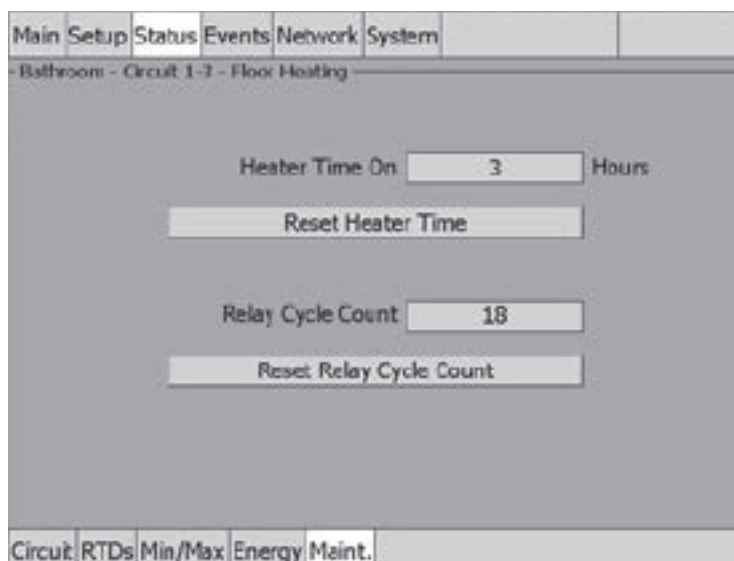 Main Setup Status Events Network System
Bathroom - Circuit 1-7 - Floor Heating
Heater Time On 3 Hours
Reset Heater Time
Relay Cycle Count 18
Reset Relay Cycle Count
Circuit RTDs Min/Max Energy Maint.